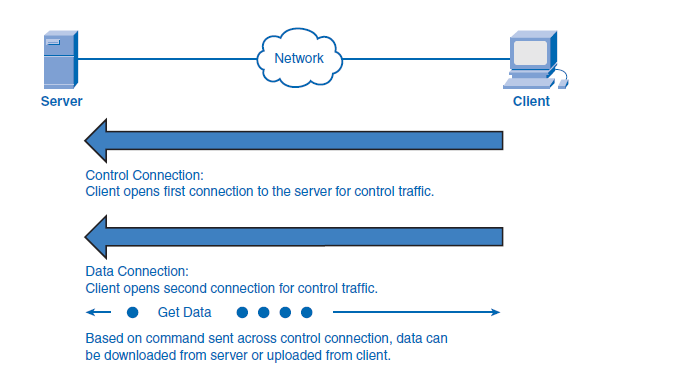 Network
Server
Client
Control Connection:
Client opens first connection to the server for control traffic.
Data Connection:
Client opens second connection for control traffic.
Get Data
Based on command sent across control connection, data can
be downloaded from server or uploaded from client.